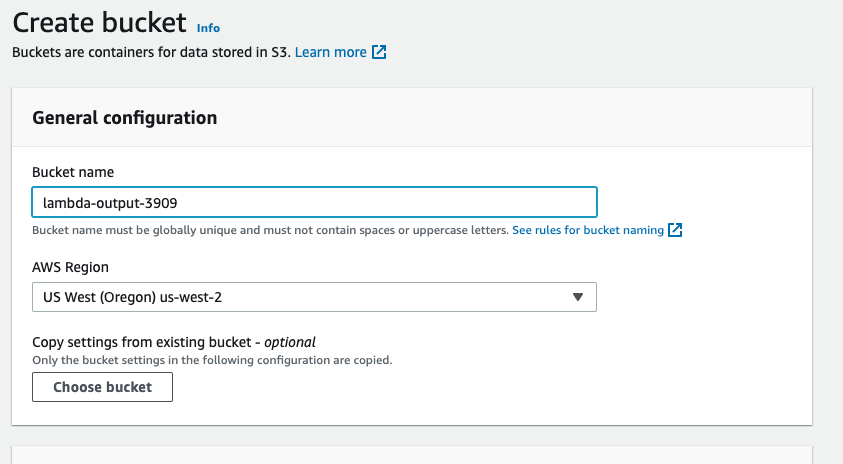 Create bucket Info
Buckets are containers for data stored in S3. Learn more
General configuration
Bucket name
lambda-output-3909
Bucket name must be globally unique and must not contain spaces or uppercase letters. See rules for bucket naming
AWS Region
US West (Oregon) us-west-2
Copy settings from existing bucket - optional
Only the bucket settings in the following configuration are copied.
Choose bucket